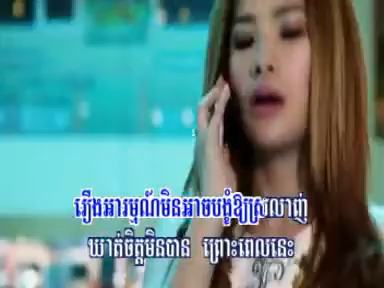 រឿងអារម្មណ៍មិនអាចបង្ខំឱ្យស្រលាញ់
ឃាត់ចិត្តមិនបាន ព្រោះពេលនេះ